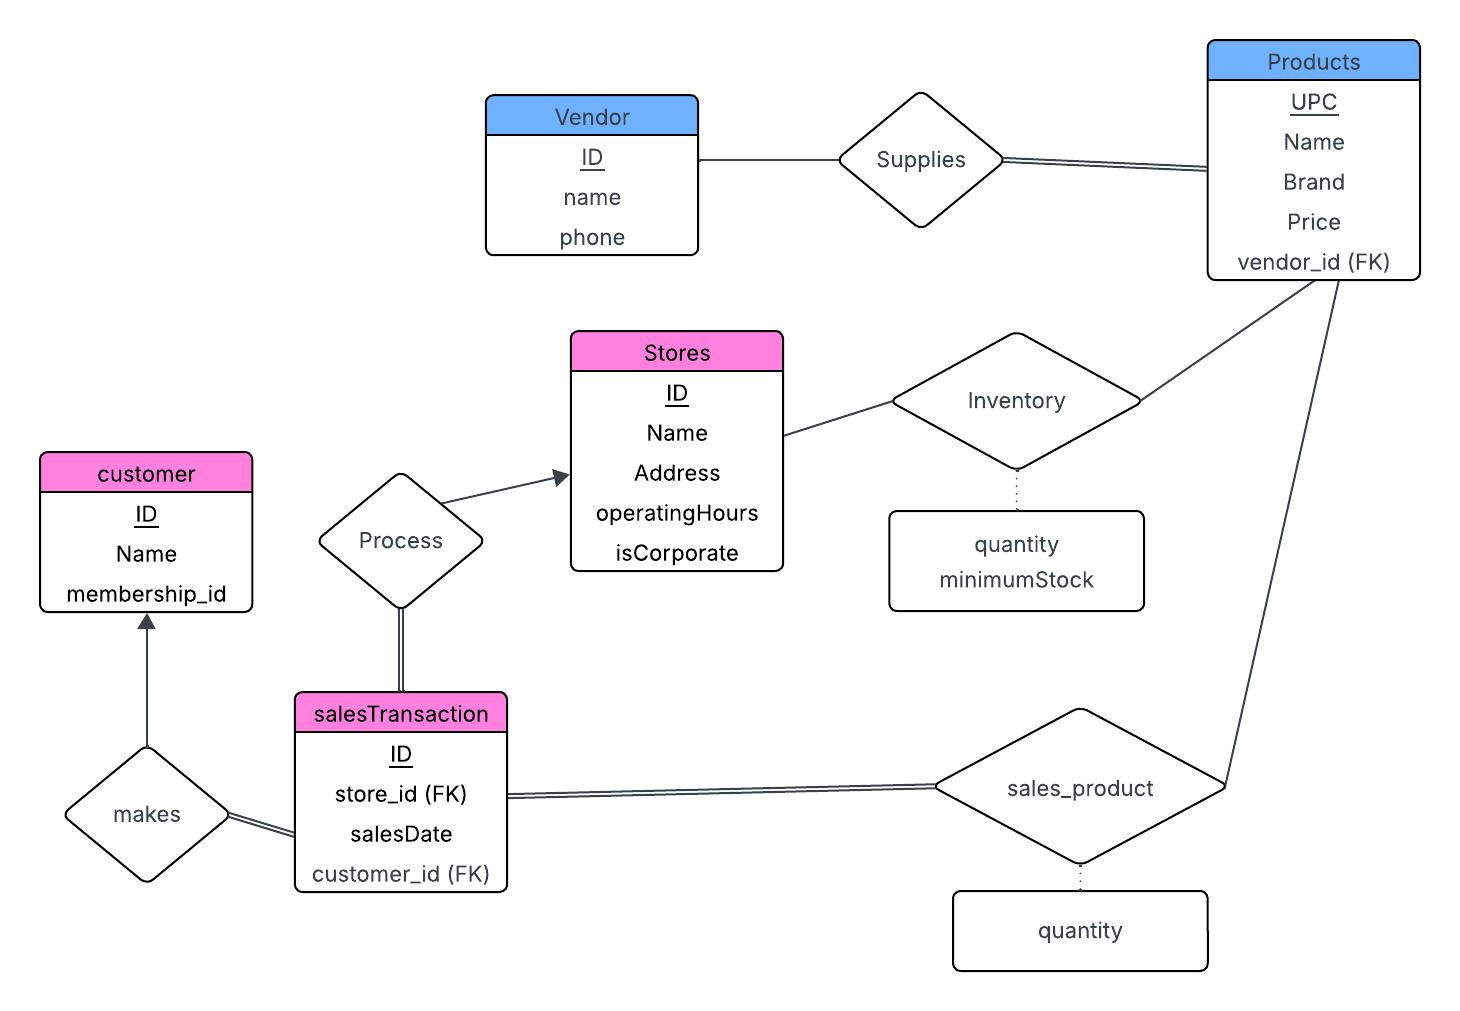 Products
UPC
Name
Brand
Price
vendor_id (FK)
Vendor
ID
name
phone
Supplies
Stores
ID
Name
Address
operatingHours
isCorporate
Inventory
quantity
minimumStock
customer
ID
Name
membership_id
Process
salesTransaction
ID
store_id (FK)
salesDate
customer_id (FK)
makes
sales_product
quantity